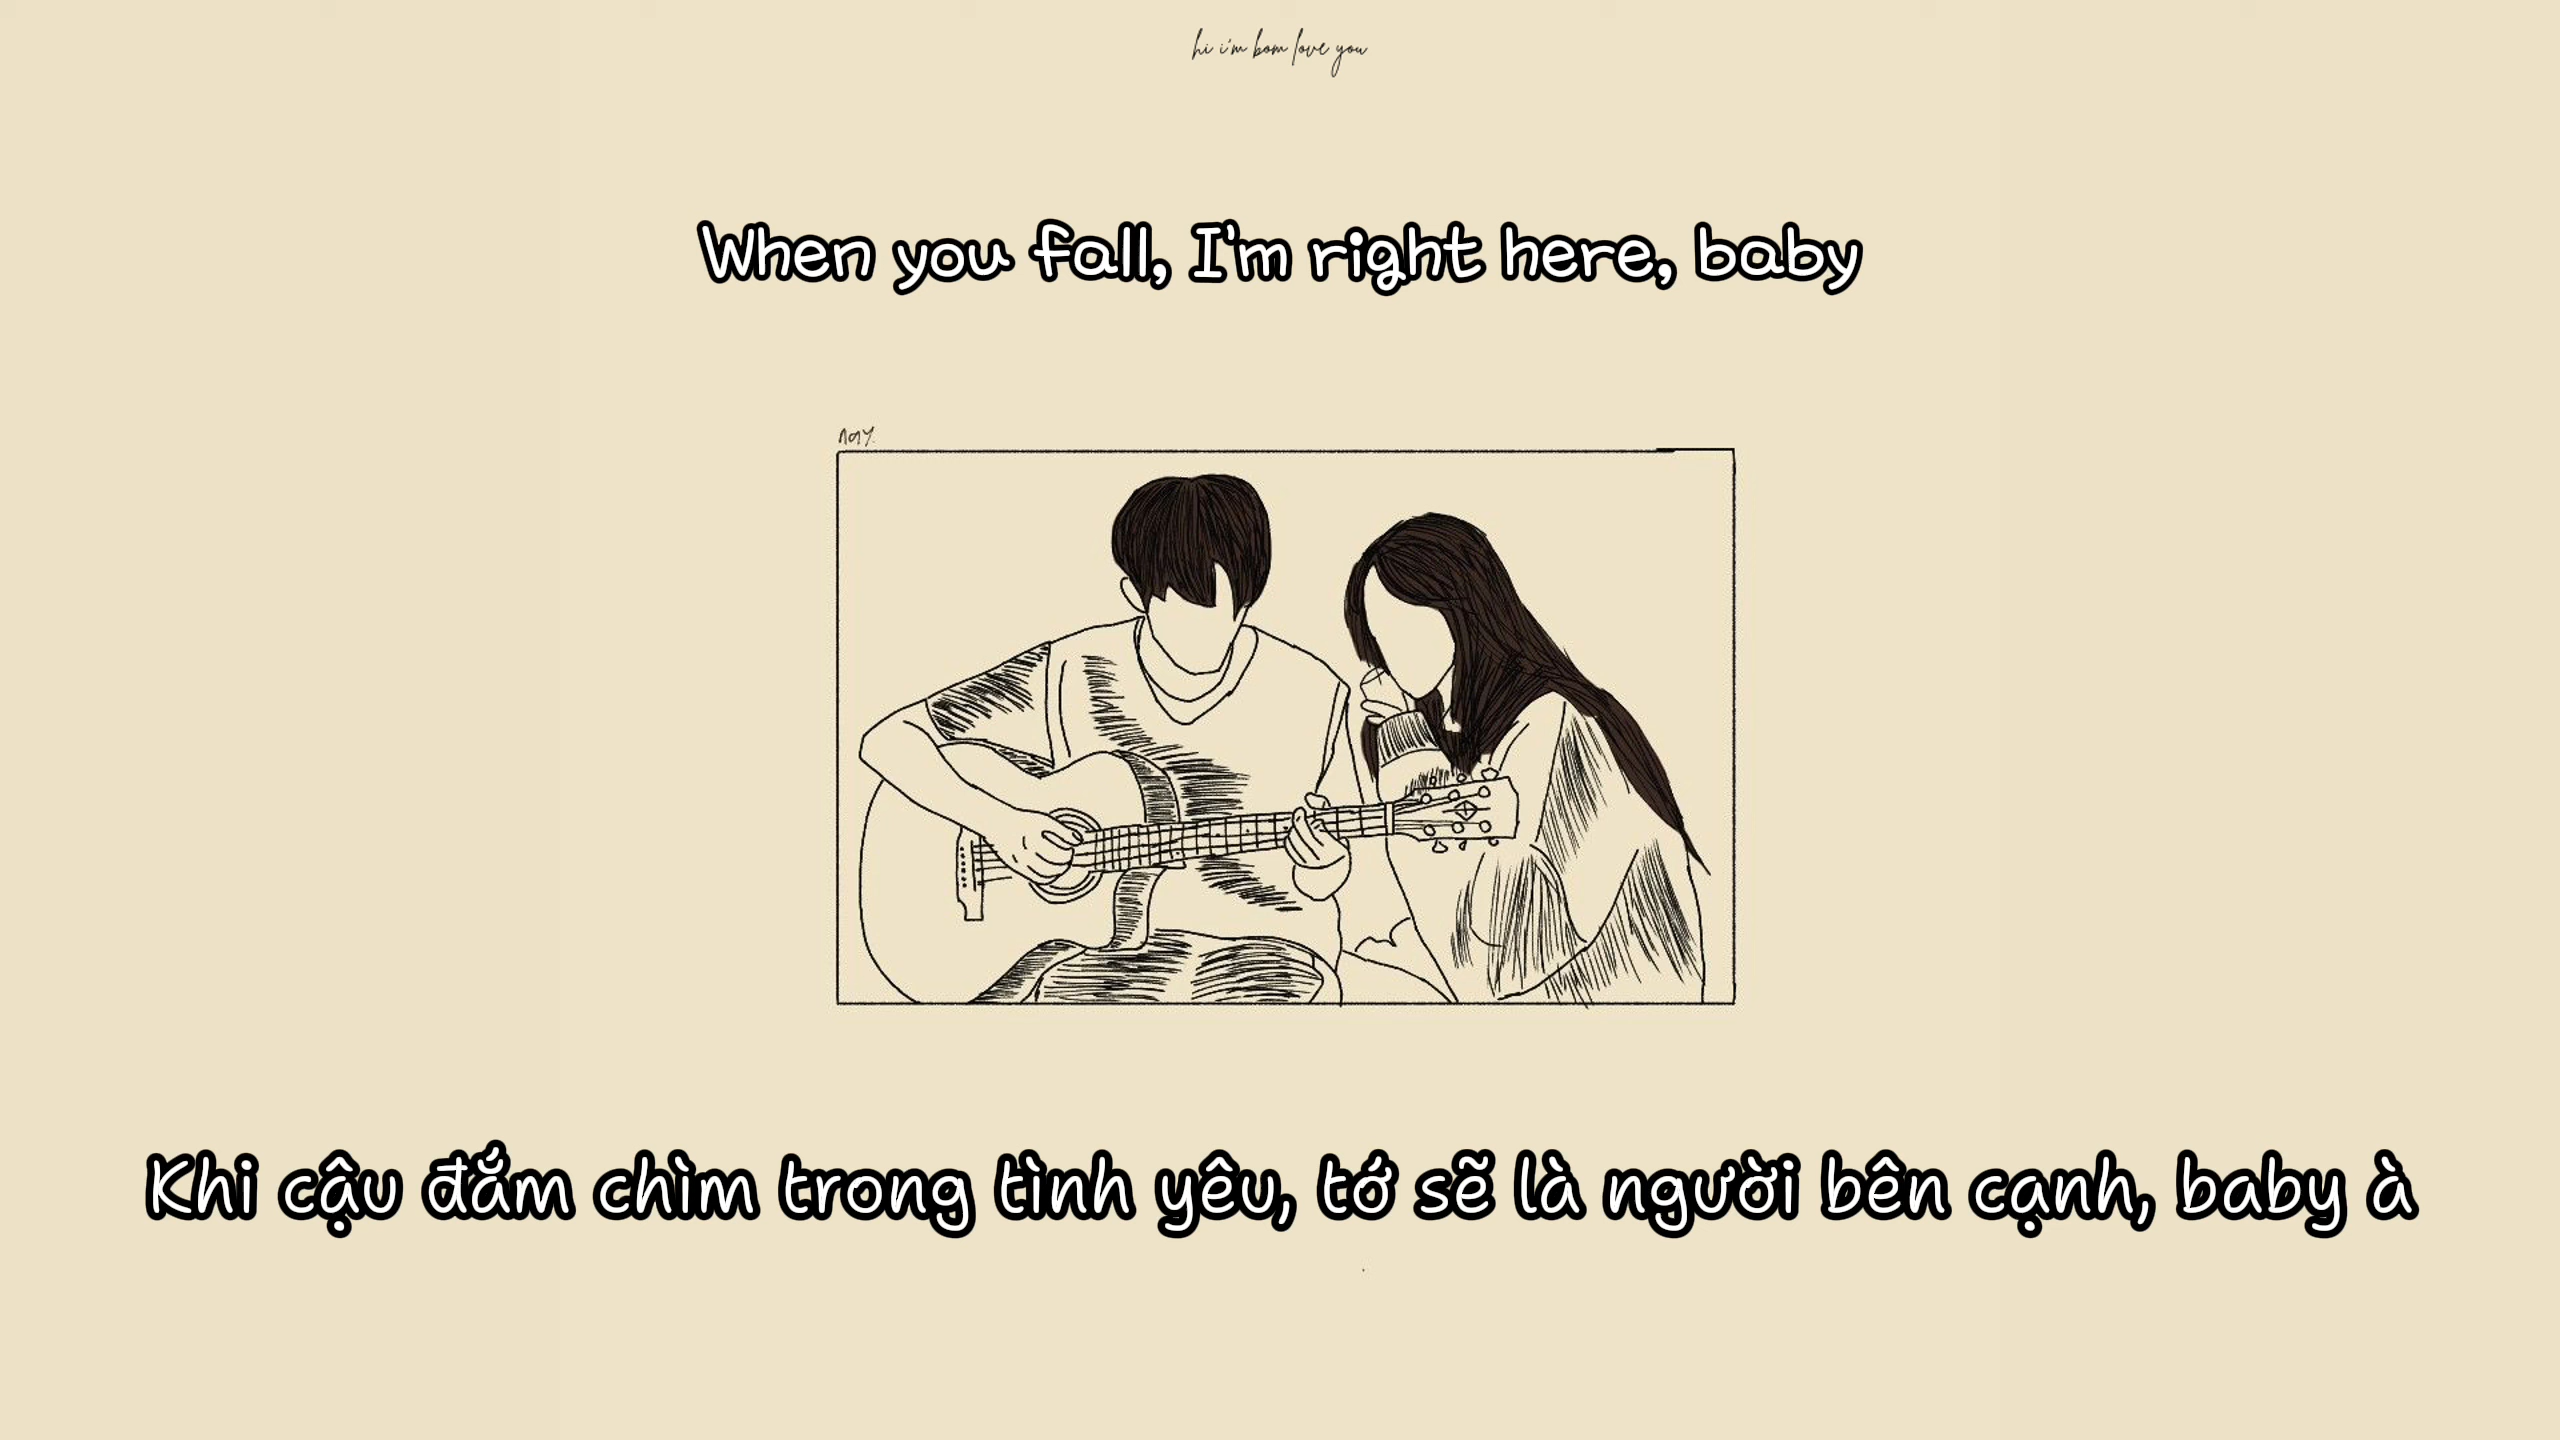 hi i'm bom love you
When you fall, I'm right here, baby
Khi cậu đắm chìm trong tình yêu, tớ sẽ là người bên cạnh, baby à